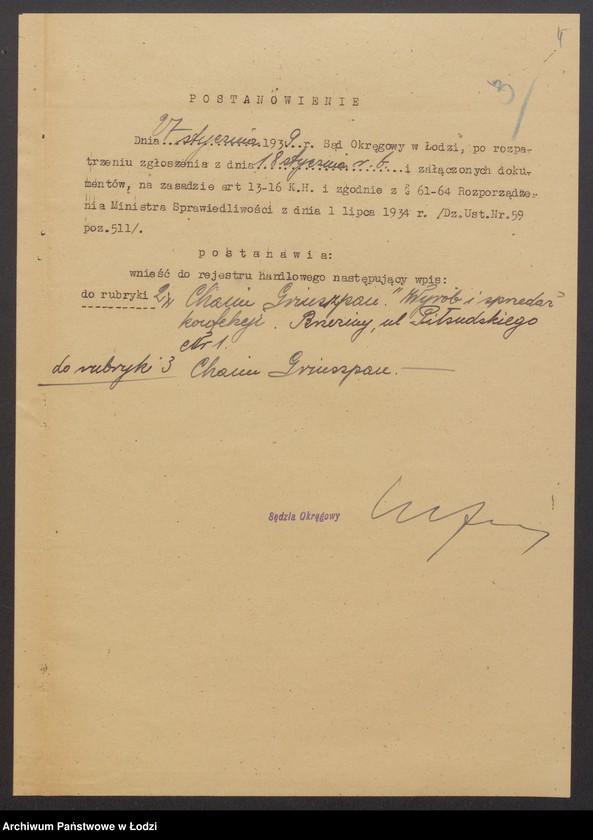 4
3
POSTANOWIENIE
Dnia 27 stycznia 1939 r. Sąd Okręgowy w Łodzi, po rozpa-
trzeniu zgłoszenia z dnia 18 stycznia r. b. i załączonych doku-
mentów, na zasadzie art 13-16 K.H. i zgodnie z § 61-64 Rozporządze-
nia Ministra Sprawiedliwości z dnia 1 lipca 1934 r. /Dz.Ust.Nr.59
poz.511/.
postanawia:
wnieść do rejestru handlowego następujący wpis:
do rubryki 2 Chaim Grinszpan. "Wyrób i sprzedaż"
konfekcji. Brzeziny, ul Piłsudskiego
Nr 1.
do rubryki 3 Chaim Grinszpan.
Sędzia Okręgowy
Archiwum Państwowe w Łodzi